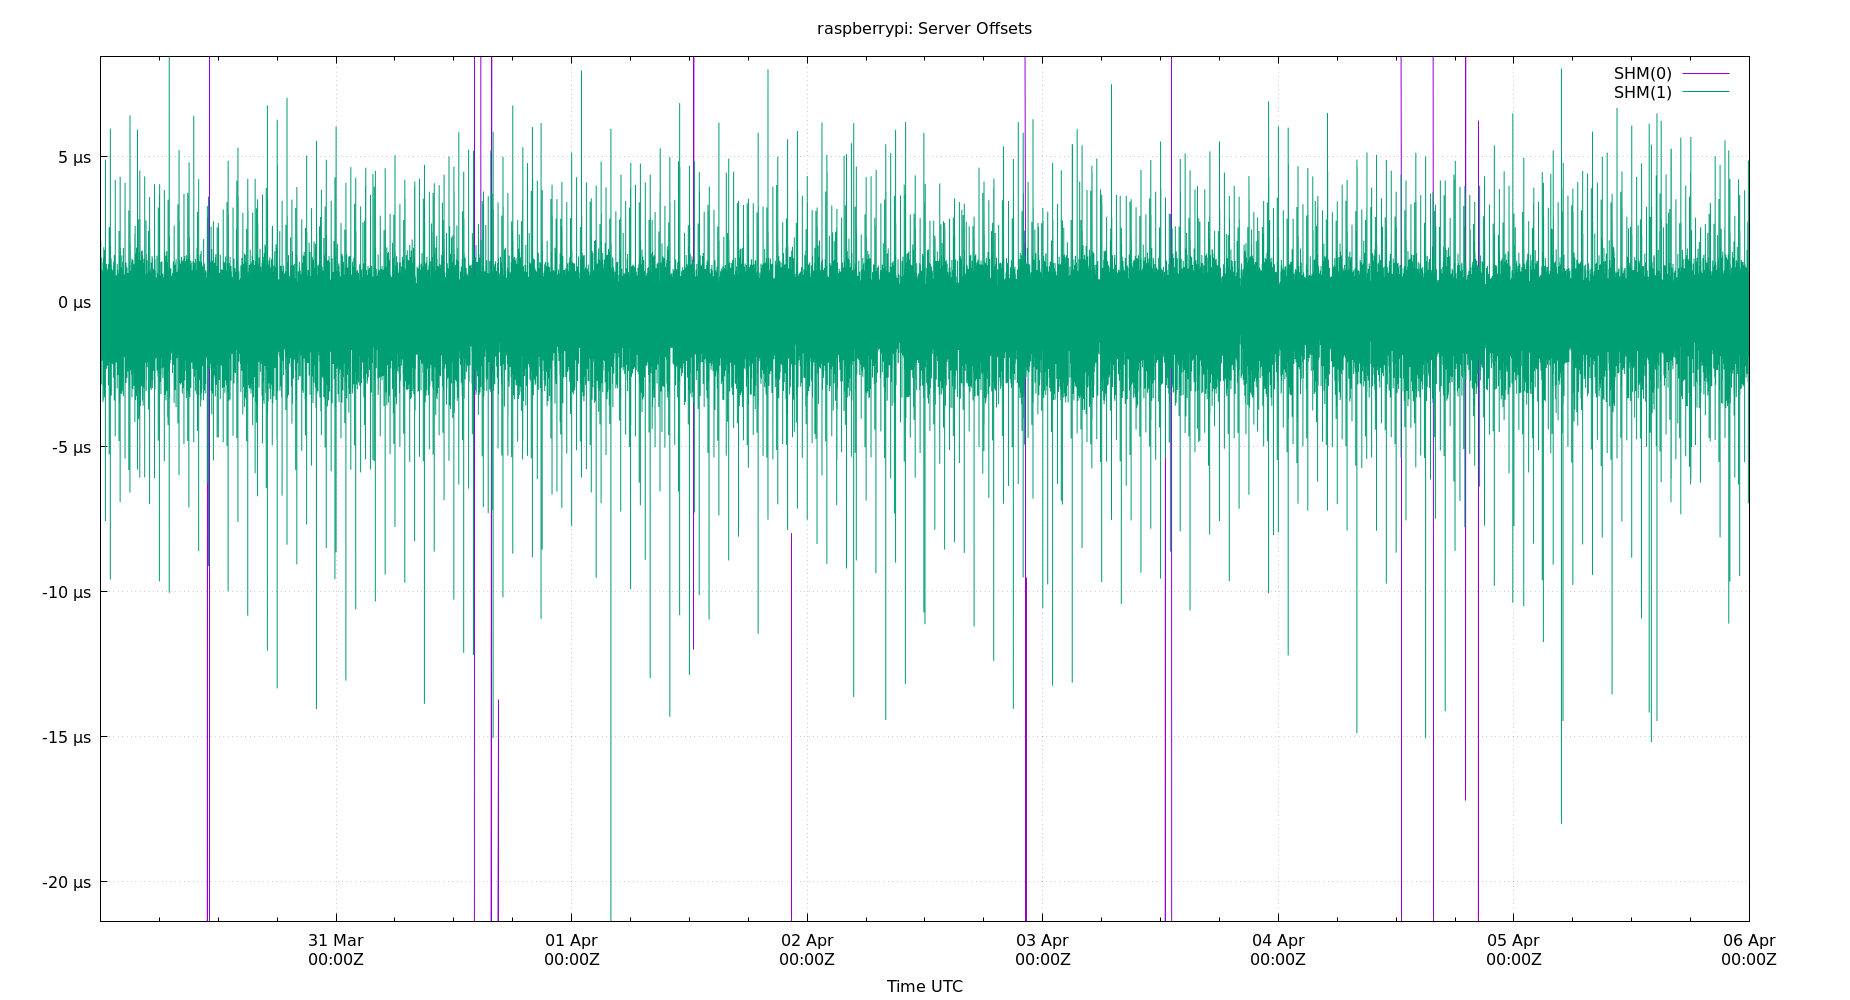 raspberrypi: Server Offsets
SHM(0)
SHM(1)
5 µs
0 µs
-5 µs
-10 µs
-15 µs
-20 µs
31 Mar
00:00Z
01 Apr
00:00Z
02 Apr
00:00Z
03 Apr
00:00Z
04 Apr
00:00Z
05 Apr
00:00Z
06 Apr
00:00Z
Time UTC